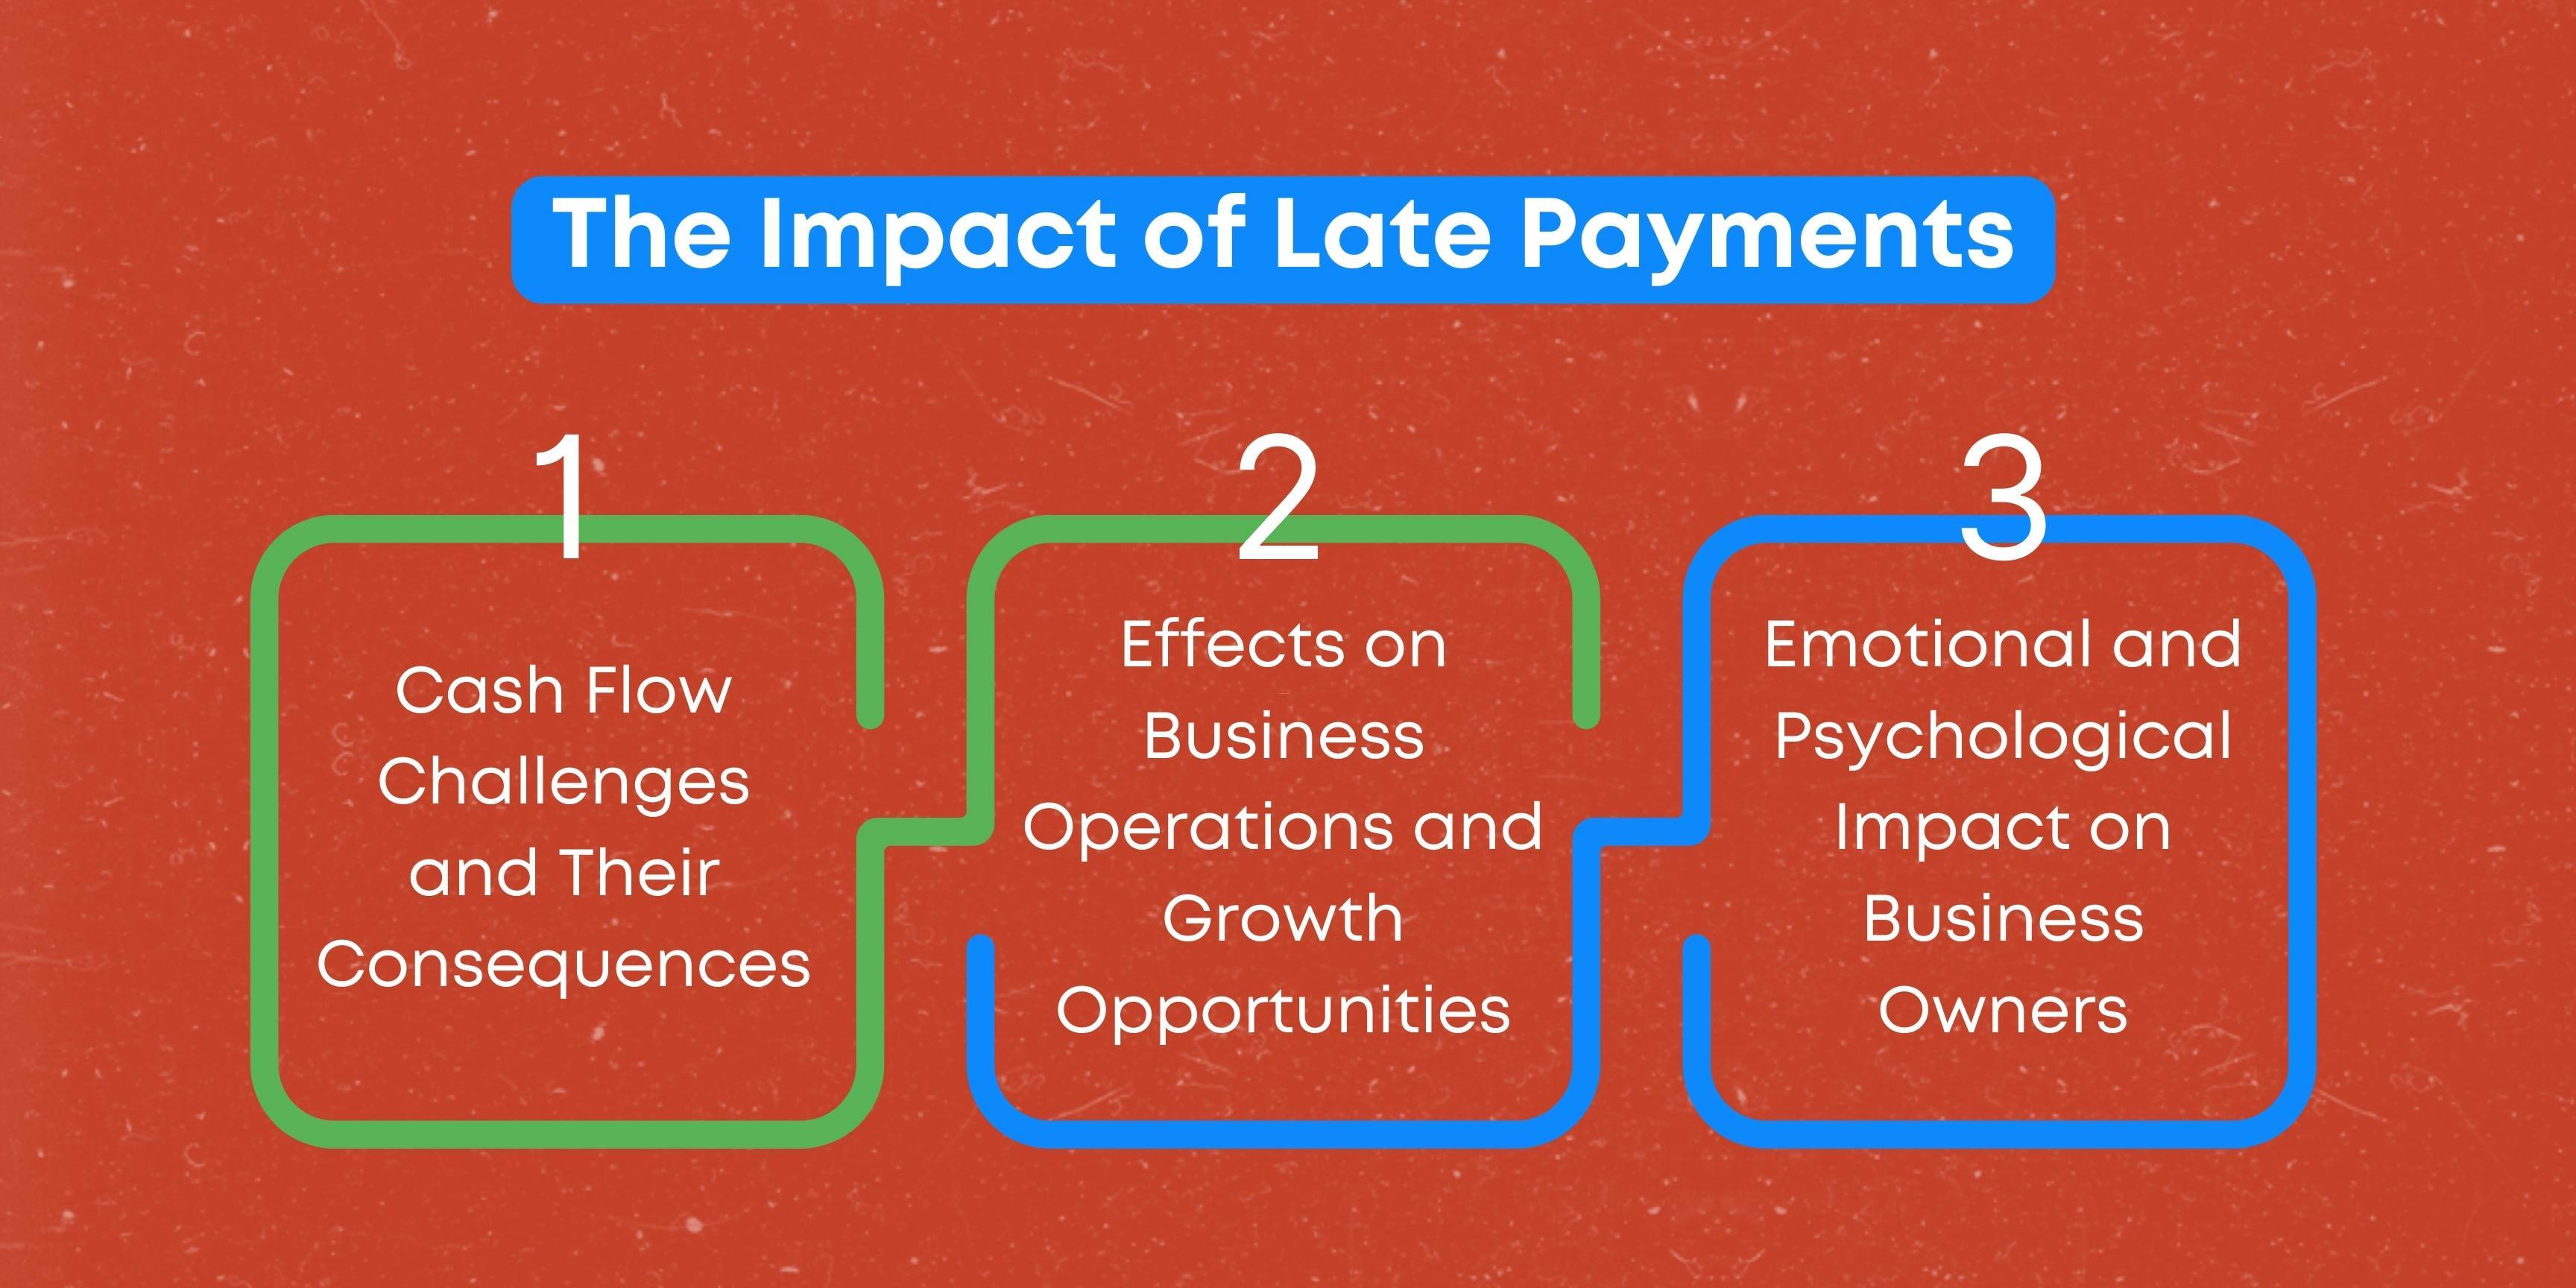 The Impact of Late Payments
1
Cash Flow
Challenges
and Their
Consequences
2
Effects on
Business
Operations and
Growth
Opportunities
3
Emotional and
Psychological
Impact on
Business
Owners